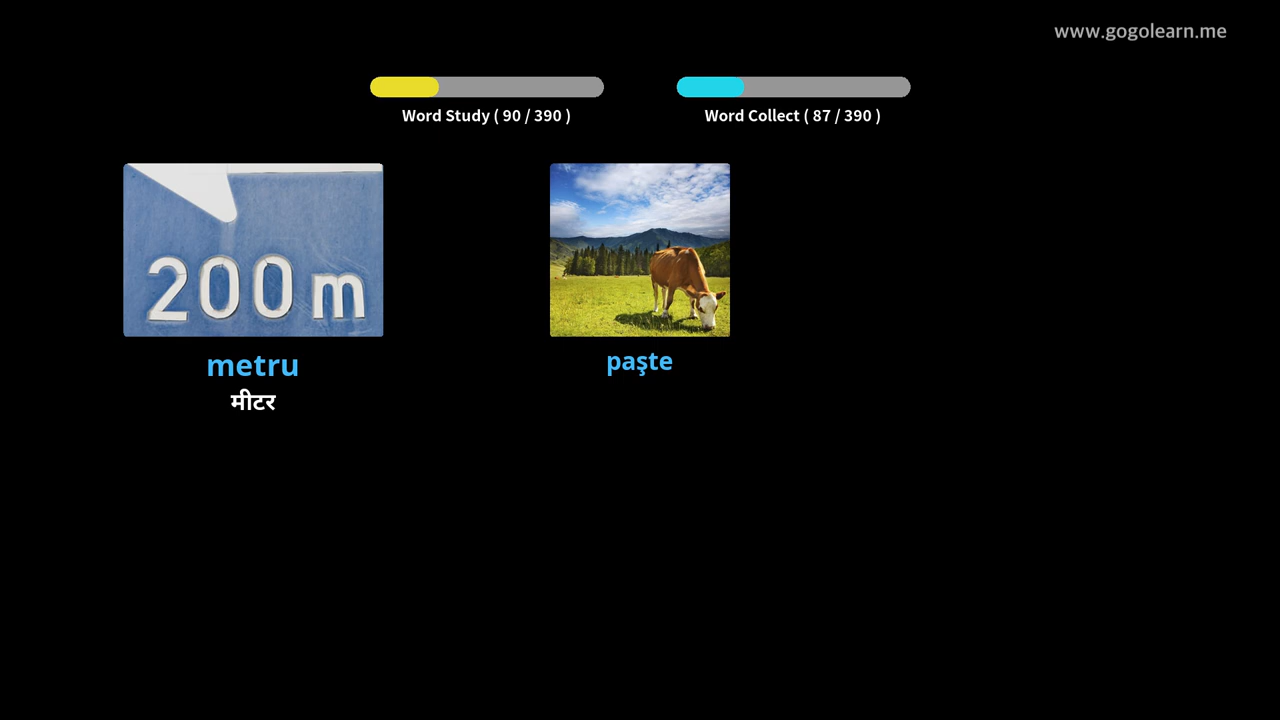 www.gogolearn.me
Word Study ( 90 / 390 )
Word Collect ( 87 / 390 )
200m
metru
मीटर
paşte